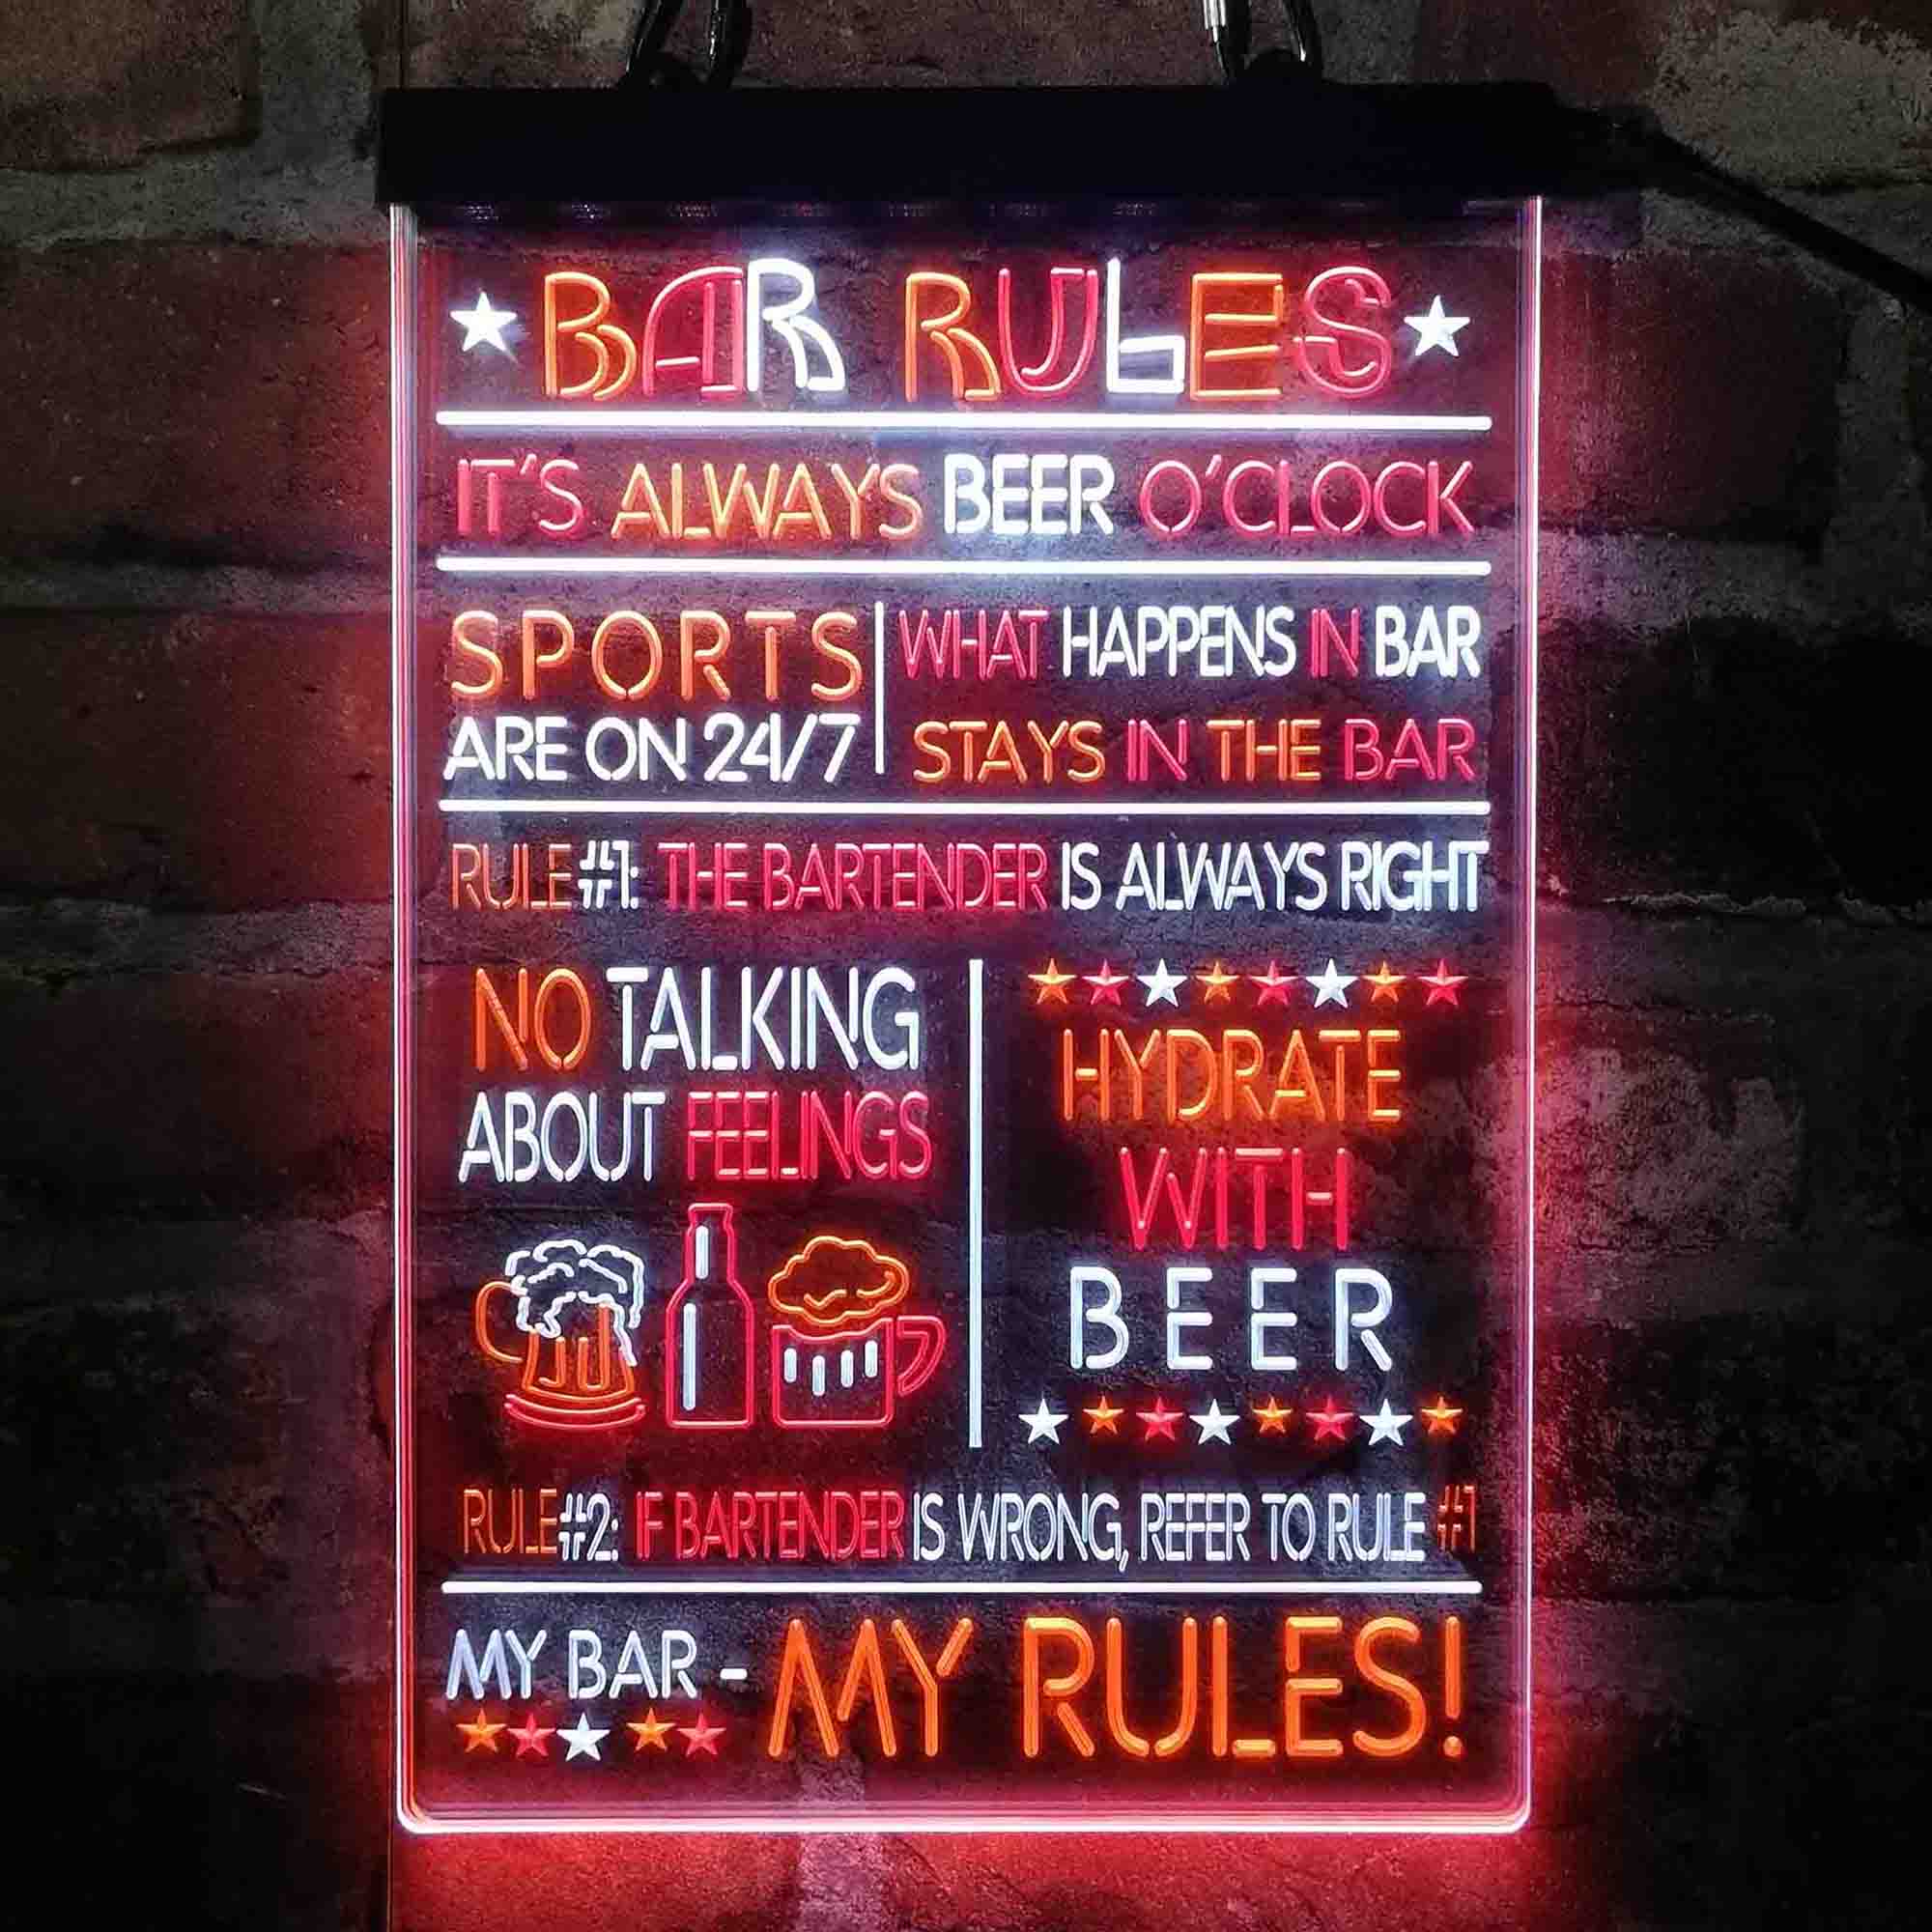 BAR RULES
IT'S ALWAYS BEER O'CLOCK
SPORTS
ARE ON 24/7
WHAT HAPPENS IN BAR
STAYS IN THE BAR
RULE #1: THE BARTENDER IS ALWAYS RIGHT
NO TALKING
ABOUT FEELINGS
HYDRATE
WITH
BEER
RULE #2: IF BARTENDER IS WRONG, REFER TO RULE #1
MY BAR - MY RULES!